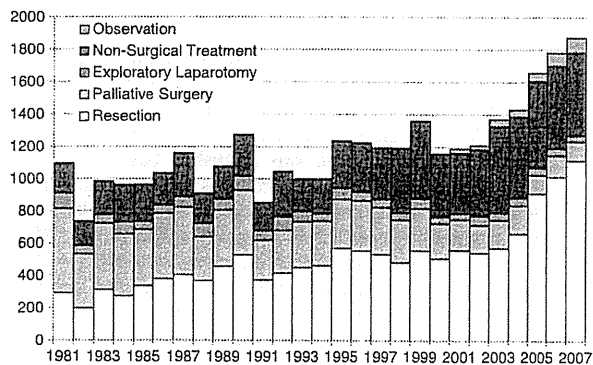 2000
1800
1600
1400
1200
1000
800
600
400
200
0
Observation
Non-Surgical Treatment
Exploratory Laparotomy
Palliative Surgery
Resection
1981 1983 1985 1987 1989 1991 1993 1995 1997 1999 2001 2003 2005 2007